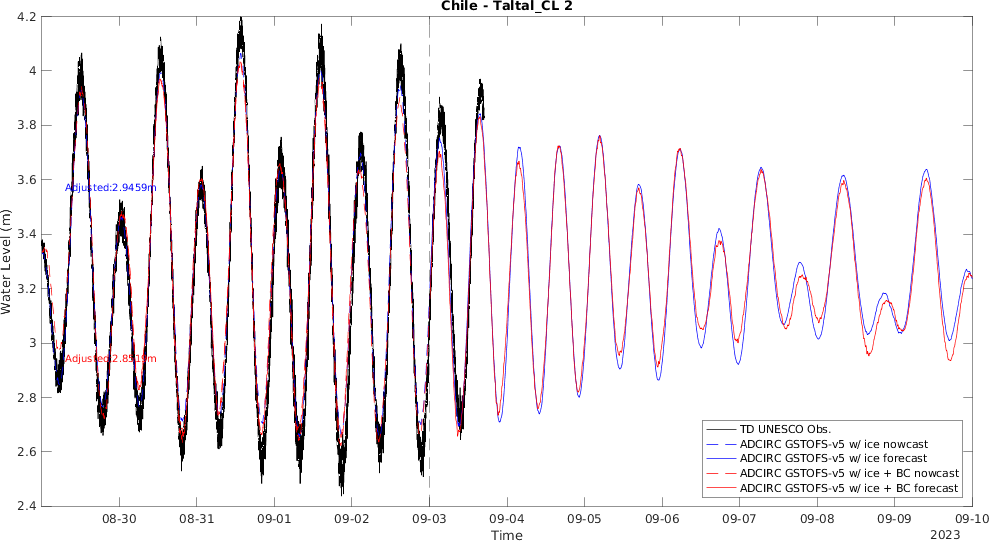 Chile - Taltal_CL 2
4.2
4
3.8
3.6
3.4
3.2
3
2.8
2.6
2.4
Water Level (m)
Adjusted:2.9459m
Adjusted:2.8519m
TD UNESCO Obs.
ADCIRC GSTOFS-v5 w/ ice nowcast
ADCIRC GSTOFS-v5 w/ ice forecast
ADCIRC GSTOFS-v5 w/ ice + BC nowcast
ADCIRC GSTOFS-v5 w/ ice + BC forecast
08-30 08-31 09-01 09-02 09-03 09-04 09-05 09-06 09-07 09-08 09-09 09-10
Time
2023